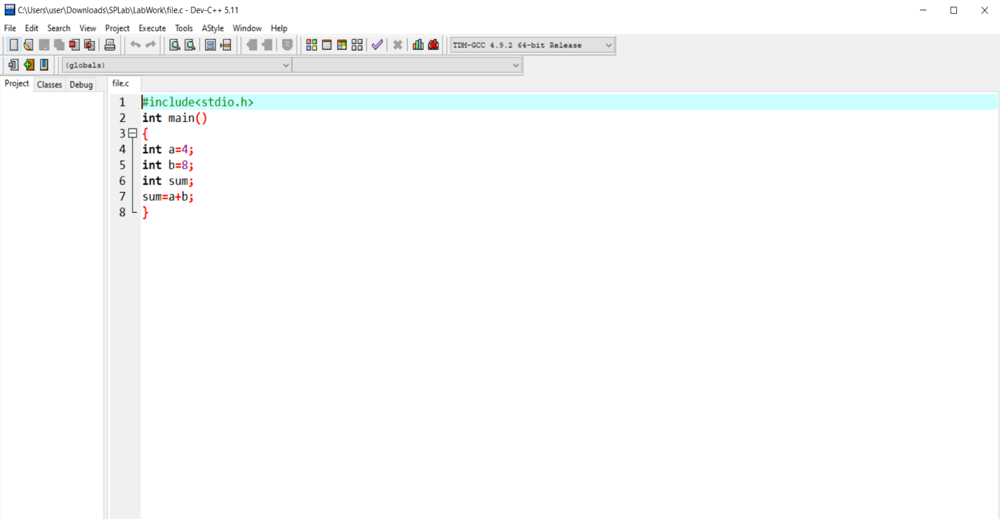 C:\Users\user\Downloads\SPLab\LabWork\file.c - Dev-C++ 5.11
File Edit Search View Project Execute Tools AStyle Window Help
TDM-GCC 4.9.2 64-bit Release
(globals)
Project Classes Debug file.c
1 #include<stdio.h>
2 int main()
3 {
4 int a=4;
5 int b=8;
6 int sum;
7 sum=a+b;
8 }